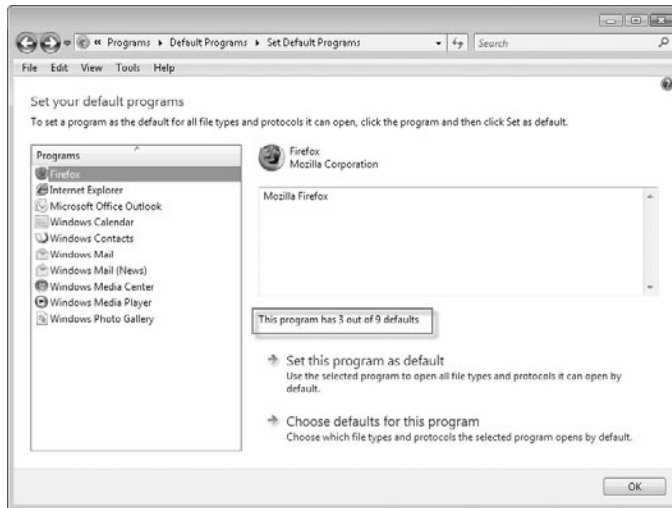 « Programs ▸ Default Programs ▸ Set Default Programs
Search
File Edit View Tools Help
Set your default programs
To set a program as the default for all file types and protocols it can open, click the program and then click Set as default.
Programs
Firefox
Internet Explorer
Microsoft Office Outlook
Windows Calendar
Windows Contacts
Windows Mail
Windows Mail (News)
Windows Media Center
Windows Media Player
Windows Photo Gallery
Firefox
Mozilla Corporation
Mozilla Firefox
This program has 3 out of 9 defaults
Set this program as default
Use the selected program to open all file types and protocols it can open by
default.
Choose defaults for this program
Choose which file types and protocols the selected program opens by default.
OK